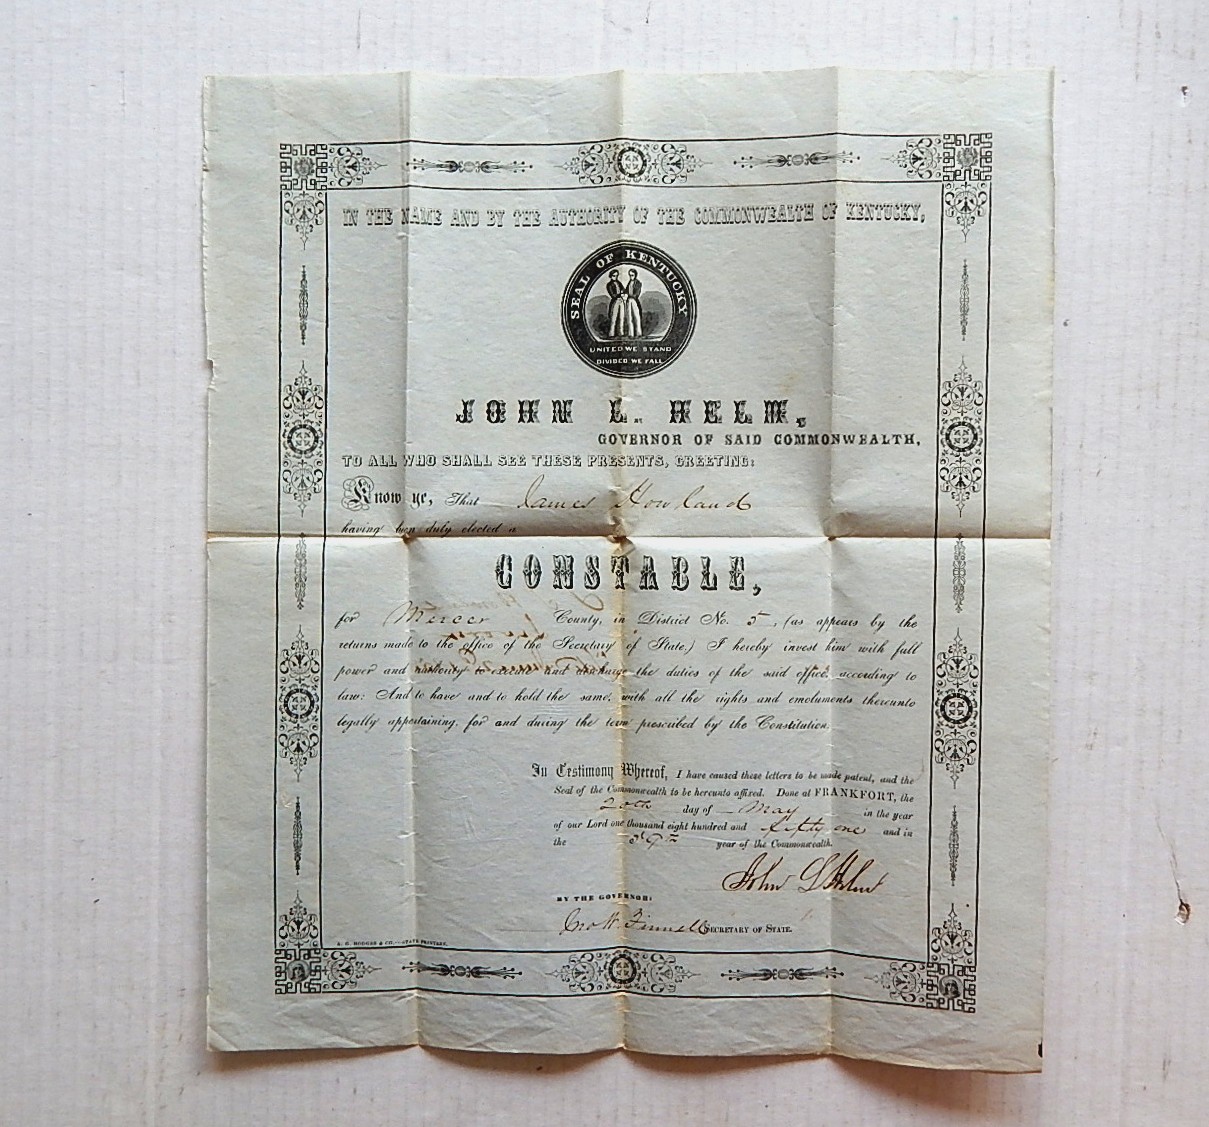 IN THE NAME AND BY THE AUTHORITY OF THE COMMONWEALTH OF KENTUCKY,
SEAL OF KENTUCKY
UNITED WE STAND
DIVIDED WE FALL
JOHN L. HELM,
GOVERNOR OF SAID COMMONWEALTH,
TO ALL WHO SHALL SEE THESE PRESENTS, GREETING:
Know ye, That James Howland
having been duly elected a
CONSTABLE,
for Mercer County, in District No. 5, (as appears by the
returns made to the office of the Secretary of State,) I hereby invest him with full
power and authority to execute and discharge the duties of the said office, according to
law: And to have and to hold the same, with all the rights and emoluments thereunto
legally appertaining, for and during the term prescribed by the Constitution.
In Testimony Whereof, I have caused these letters to be made patent, and the
Seal of the Commonwealth to be hereunto affixed. Done at FRANKFORT, the
20th day of May in the year
of our Lord one thousand eight hundred and fifty one and in
the 59th year of the Commonwealth.
John L Helm
BY THE GOVERNOR:
Jno W. Finnell SECRETARY OF STATE.
A. G. HODGES & CO.—STATE PRINTERS.